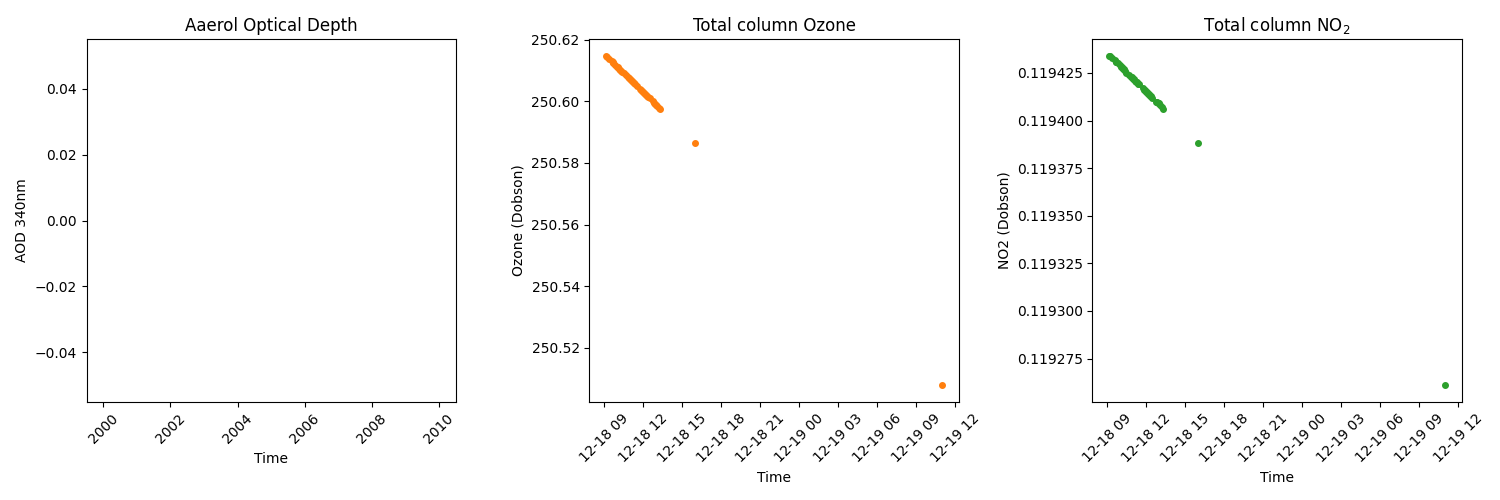 Aaerol Optical Depth
AOD 340nm
0.04
0.02
0.00
−0.02
−0.04
2000 2002 2004 2006 2008 2010
Time
Total column Ozone
Ozone (Dobson)
250.62
250.60
250.58
250.56
250.54
250.52
12-18 09 12-18 12 12-18 15 12-18 18 12-18 21 12-19 00 12-19 03 12-19 06 12-19 09 12-19 12
Time
Total column NO₂
NO2 (Dobson)
0.119425
0.119400
0.119375
0.119350
0.119325
0.119300
0.119275
12-18 09 12-18 12 12-18 15 12-18 18 12-18 21 12-19 00 12-19 03 12-19 06 12-19 09 12-19 12
Time